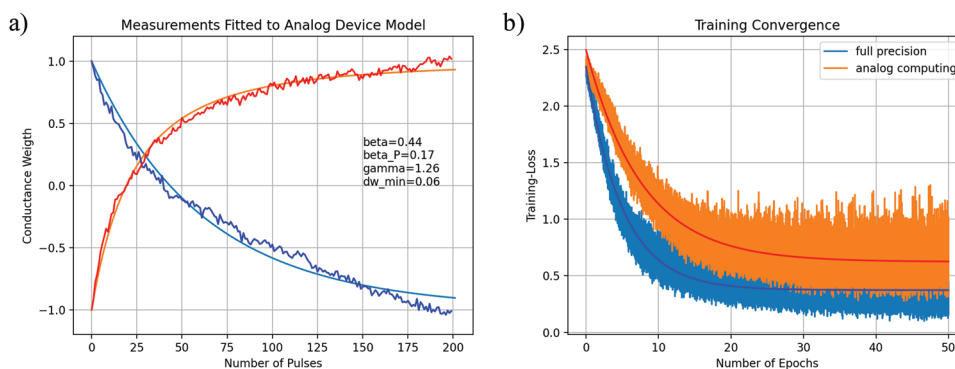 a)
Measurements Fitted to Analog Device Model
1.0
0.5
0.0
−0.5
−1.0
Conductance Weigth
beta=0.44
beta_P=0.17
gamma=1.26
dw_min=0.06
0 25 50 75 100 125 150 175 200
Number of Pulses
b)
Training Convergence
2.5
2.0
1.5
1.0
0.5
0.0
Training-Loss
full precision
analog computing
0 10 20 30 40 50
Number of Epochs